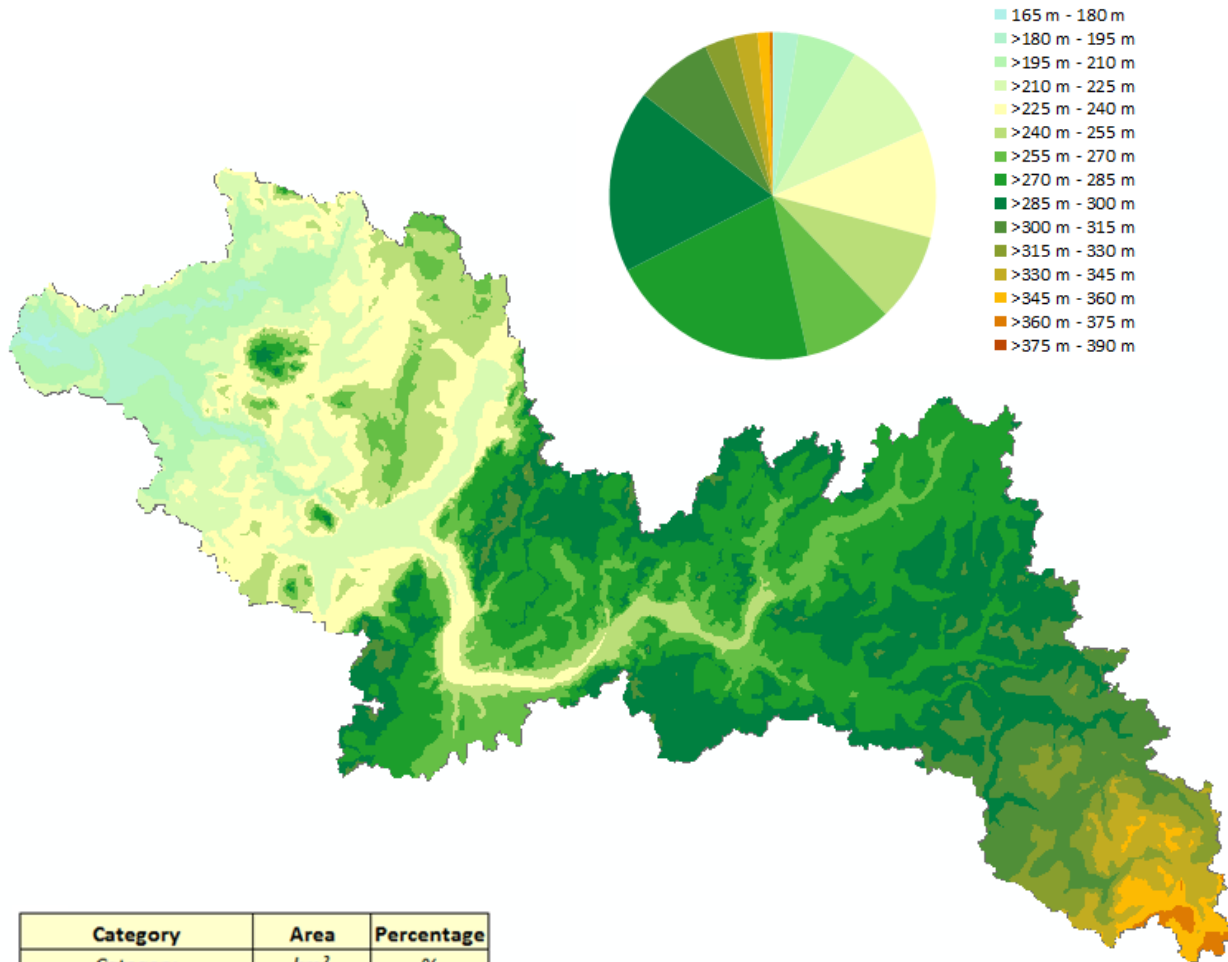 165 m - 180 m
>180 m - 195 m
>195 m - 210 m
>210 m - 225 m
>225 m - 240 m
>240 m - 255 m
>255 m - 270 m
>270 m - 285 m
>285 m - 300 m
>300 m - 315 m
>315 m - 330 m
>330 m - 345 m
>345 m - 360 m
>360 m - 375 m
>375 m - 390 m
Category Area Percentage